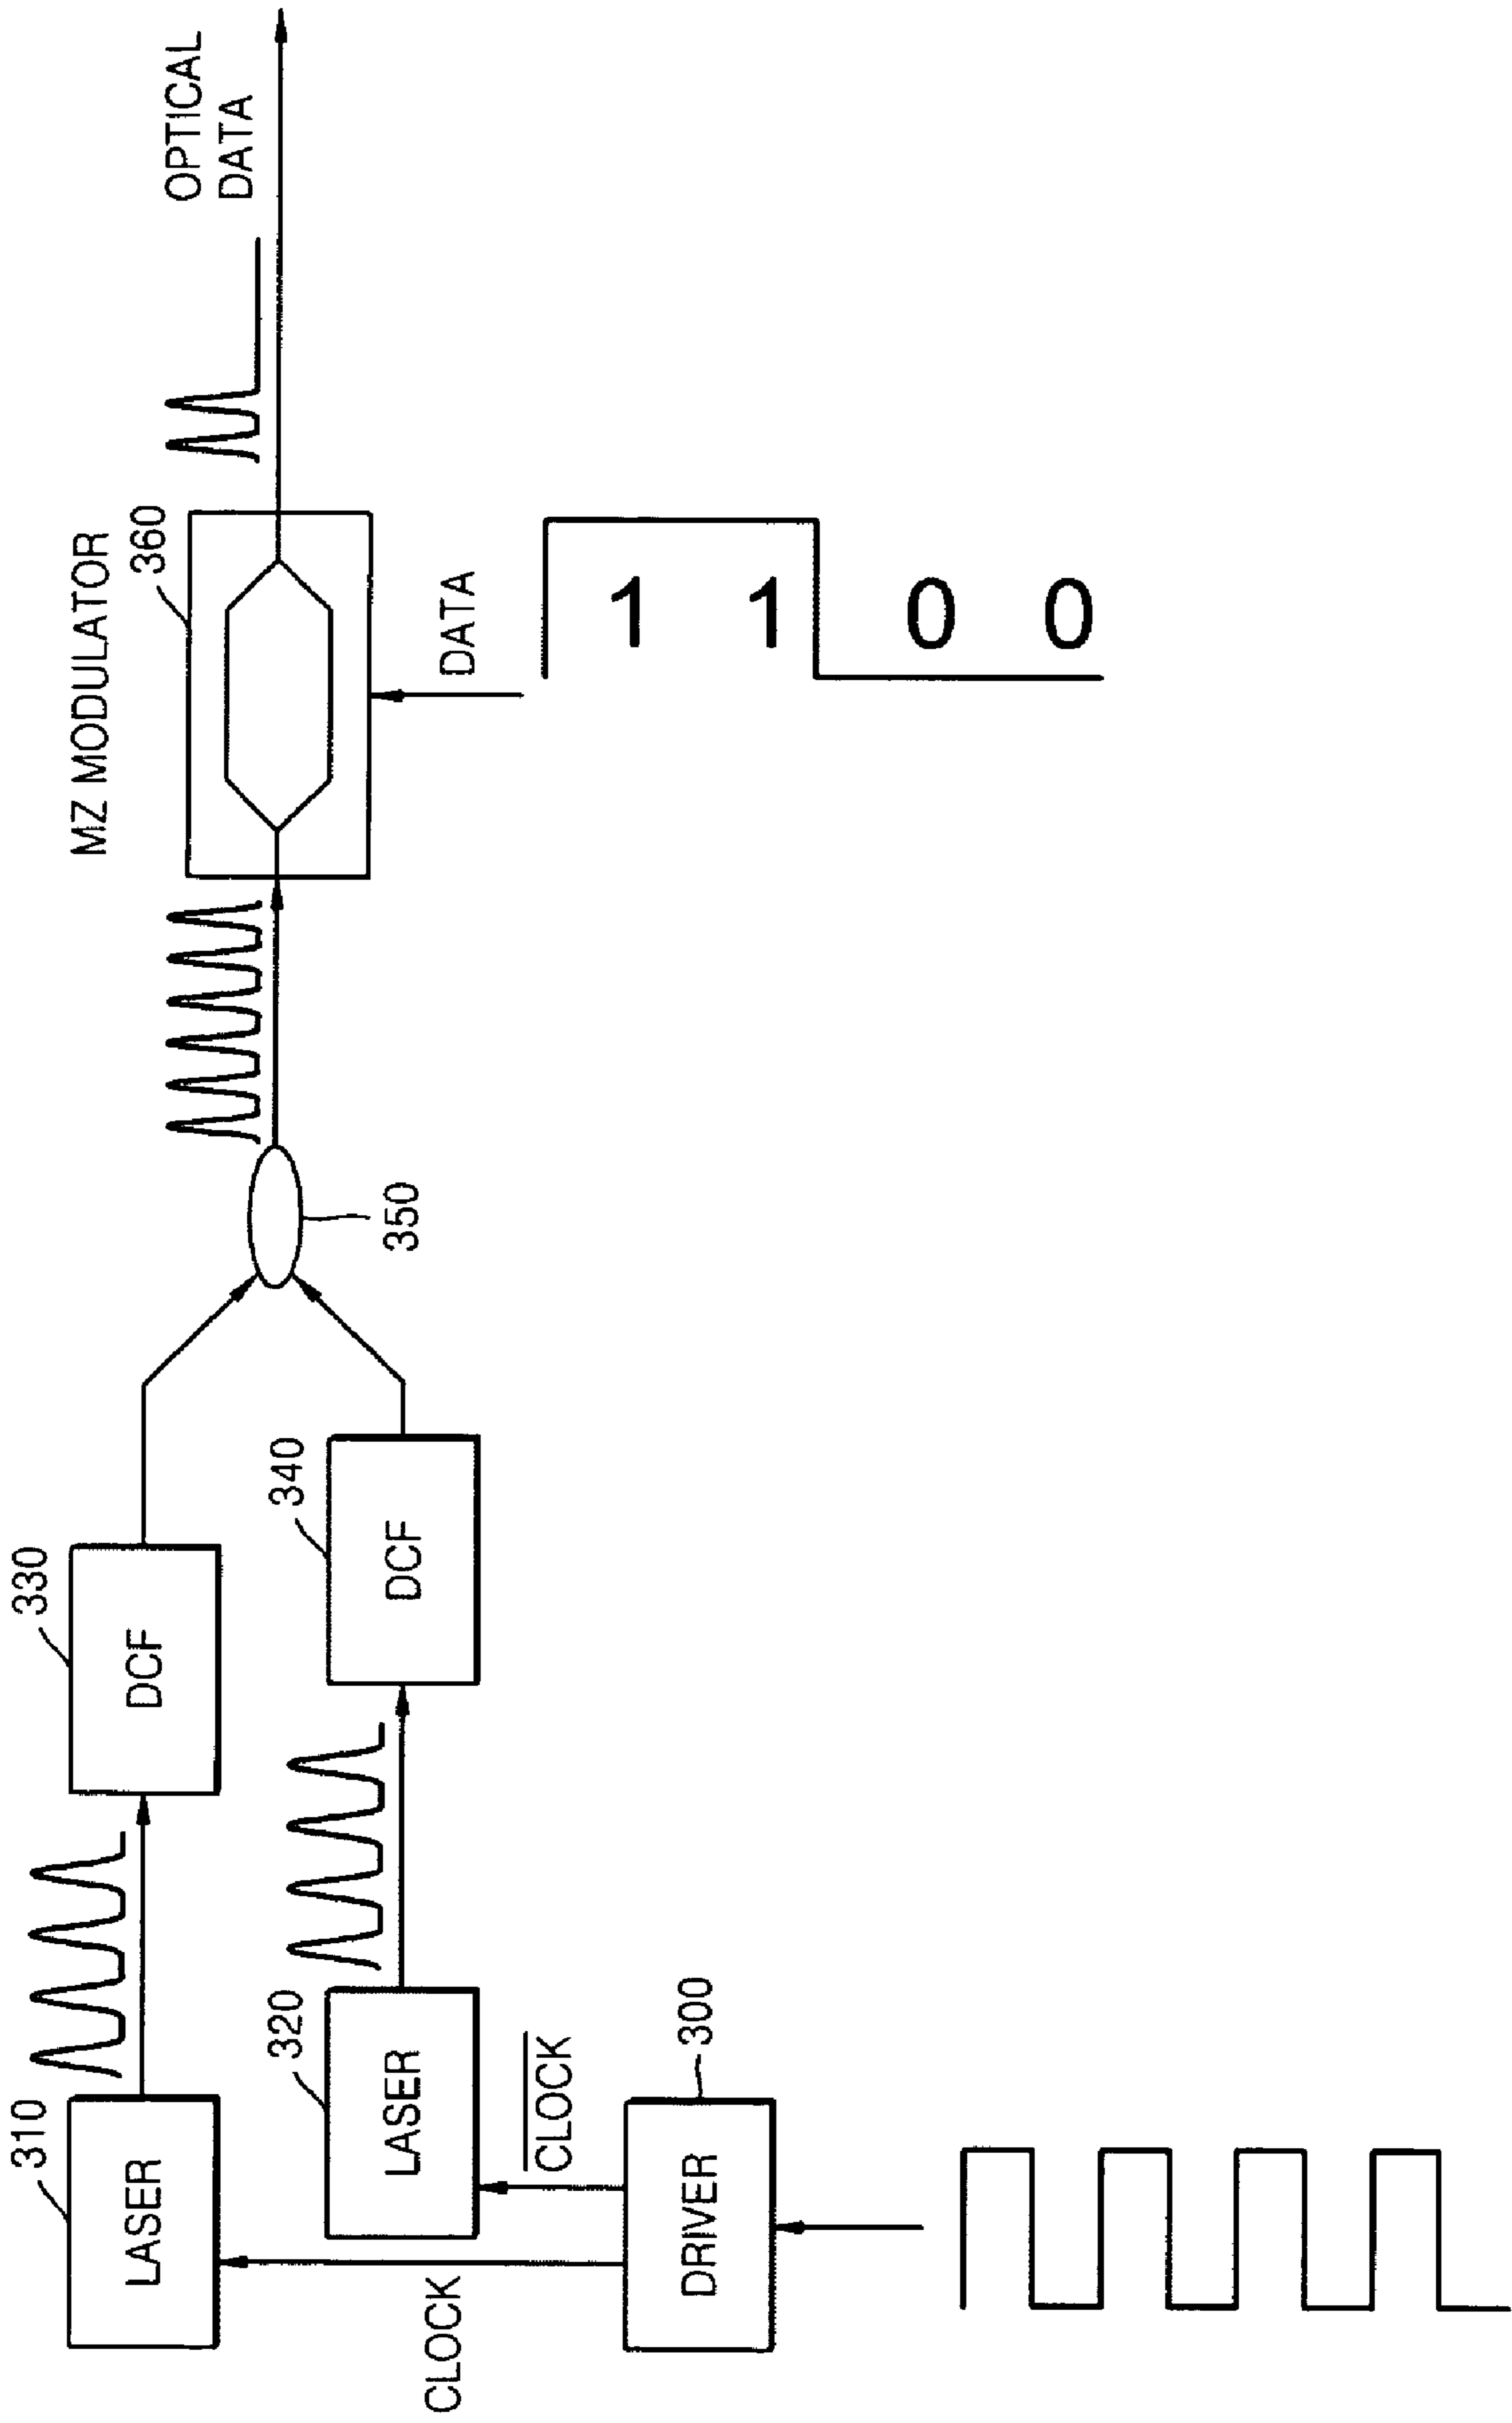 310
LASER
330
DCF
320
LASER
340
DCF
350
MZ MODULATOR
360
OPTICAL
DATA
DATA
1 1 0 0
CLOCK
CLOCK
300
DRIVER